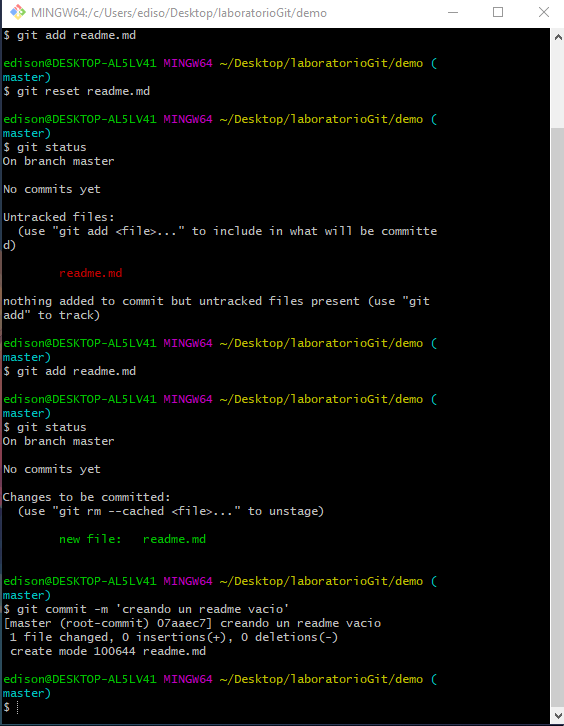 MINGW64:/c/Users/ediso/Desktop/laboratorioGit/demo
$ git add readme.md
edison@DESKTOP-AL5LV41 MINGW64 ~/Desktop/laboratorioGit/demo (
master)
$ git reset readme.md
edison@DESKTOP-AL5LV41 MINGW64 ~/Desktop/laboratorioGit/demo (
master)
$ git status
On branch master
No commits yet
Untracked files:
  (use "git add <file>..." to include in what will be committe
d)
        readme.md
nothing added to commit but untracked files present (use "git
add" to track)
edison@DESKTOP-AL5LV41 MINGW64 ~/Desktop/laboratorioGit/demo (
master)
$ git add readme.md
edison@DESKTOP-AL5LV41 MINGW64 ~/Desktop/laboratorioGit/demo (
master)
$ git status
On branch master
No commits yet
Changes to be committed:
  (use "git rm --cached <file>..." to unstage)
        new file:   readme.md
edison@DESKTOP-AL5LV41 MINGW64 ~/Desktop/laboratorioGit/demo (
master)
$ git commit -m 'creando un readme vacio'
[master (root-commit) 07aaec7] creando un readme vacio
 1 file changed, 0 insertions(+), 0 deletions(-)
 create mode 100644 readme.md
edison@DESKTOP-AL5LV41 MINGW64 ~/Desktop/laboratorioGit/demo (
master)
$